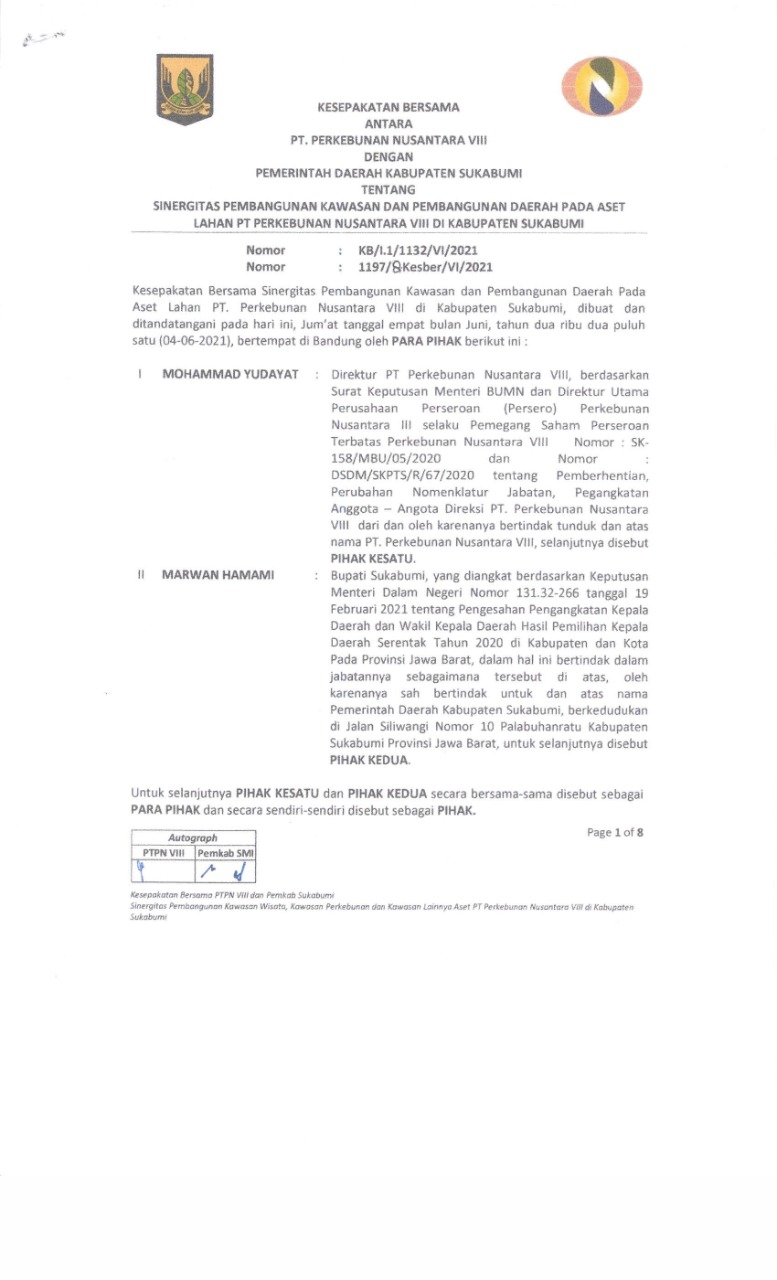 KESEPAKATAN BERSAMA
ANTARA
PT. PERKEBUNAN NUSANTARA VIII
DENGAN
PEMERINTAH DAERAH KABUPATEN SUKABUMI
TENTANG
SINERGITAS PEMBANGUNAN KAWASAN DAN PEMBANGUNAN DAERAH PADA ASET
LAHAN PT PERKEBUNAN NUSANTARA VIII DI KABUPATEN SUKABUMI
Nomor : KB/I.1/1132/VI/2021
Nomor : 1197/8Kesber/VI/2021
Kesepakatan Bersama Sinergitas Pembangunan Kawasan dan Pembangunan Daerah Pada
Aset Lahan PT. Perkebunan Nusantara VIII di Kabupaten Sukabumi, dibuat dan
ditandatangani pada hari ini, Jum'at tanggal empat bulan Juni, tahun dua ribu dua puluh
satu (04-06-2021), bertempat di Bandung oleh PARA PIHAK berikut ini :
I MOHAMMAD YUDAYAT : Direktur PT Perkebunan Nusantara VIII, berdasarkan
Surat Keputusan Menteri BUMN dan Direktur Utama
Perusahaan Perseroan (Persero) Perkebunan
Nusantara III selaku Pemegang Saham Perseroan
Terbatas Perkebunan Nusantara VIII Nomor : SK-
158/MBU/05/2020 dan Nomor :
DSDM/SKPTS/R/67/2020 tentang Pemberhentian,
Perubahan Nomenklatur Jabatan, Pegangkatan
Anggota – Angota Direksi PT. Perkebunan Nusantara
VIII dari dan oleh karenanya bertindak tunduk dan atas
nama PT. Perkebunan Nusantara VIII, selanjutnya disebut
PIHAK KESATU.
II MARWAN HAMAMI : Bupati Sukabumi, yang diangkat berdasarkan Keputusan
Menteri Dalam Negeri Nomor 131.32-266 tanggal 19
Februari 2021 tentang Pengesahan Pengangkatan Kepala
Daerah dan Wakil Kepala Daerah Hasil Pemilihan Kepala
Daerah Serentak Tahun 2020 di Kabupaten dan Kota
Pada Provinsi Jawa Barat, dalam hal ini bertindak dalam
jabatannya sebagaimana tersebut di atas, oleh
karenanya sah bertindak untuk dan atas nama
Pemerintah Daerah Kabupaten Sukabumi, berkedudukan
di Jalan Siliwangi Nomor 10 Palabuhanratu Kabupaten
Sukabumi Provinsi Jawa Barat, untuk selanjutnya disebut
PIHAK KEDUA.
Untuk selanjutnya PIHAK KESATU dan PIHAK KEDUA secara bersama-sama disebut sebagai
PARA PIHAK dan secara sendiri-sendiri disebut sebagai PIHAK.
Page 1 of 8
Autograph
PTPN VIII Pemkab SMI
Kesepakatan Bersama PTPN VIII dan Pemkab Sukabumi
Sinergitas Pembangunan Kawasan Wisata, Kawasan Perkebunan dan Kawasan Lainnya Aset PT Perkebunan Nusantara VIII di Kabupaten
Sukabumi